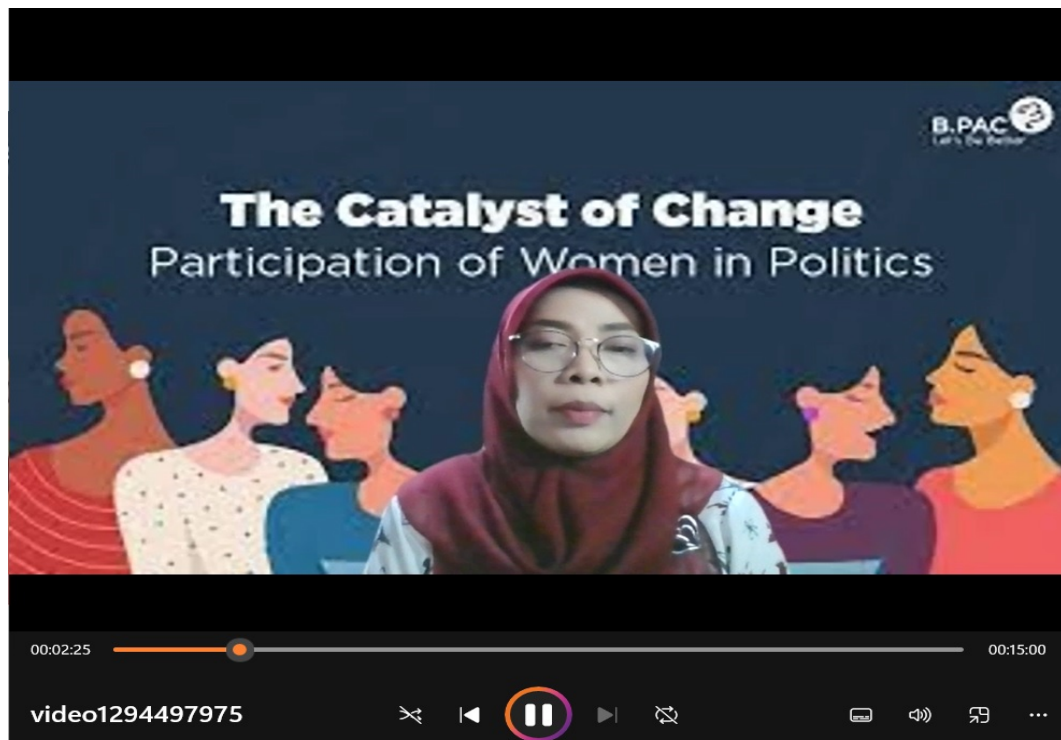 B.PAC
Let's Be Better
The Catalyst of Change
Participation of Women in Politics
00:02:25
00:15:00
video1294497975